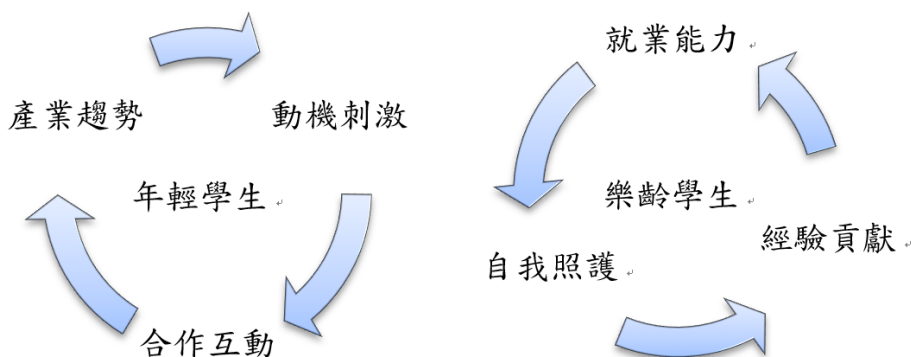 產業趨勢
動機刺激
年輕學生
合作互動
就業能力
樂齡學生
經驗貢獻
自我照護